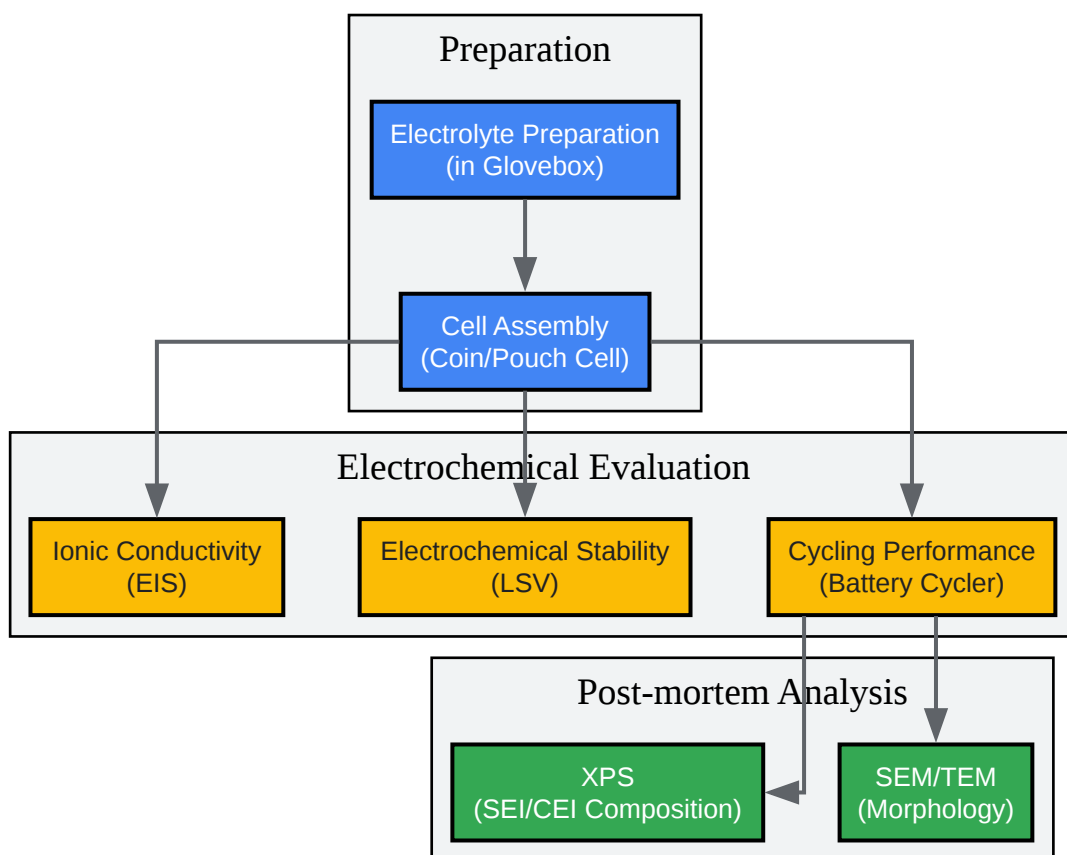 Preparation
Electrolyte Preparation
(in Glovebox)
Cell Assembly
(Coin/Pouch Cell)
Electrochemical Evaluation
Ionic Conductivity
(EIS)
Electrochemical Stability
(LSV)
Cycling Performance
(Battery Cycler)
Post-mortem Analysis
XPS
(SEI/CEI Composition)
SEM/TEM
(Morphology)